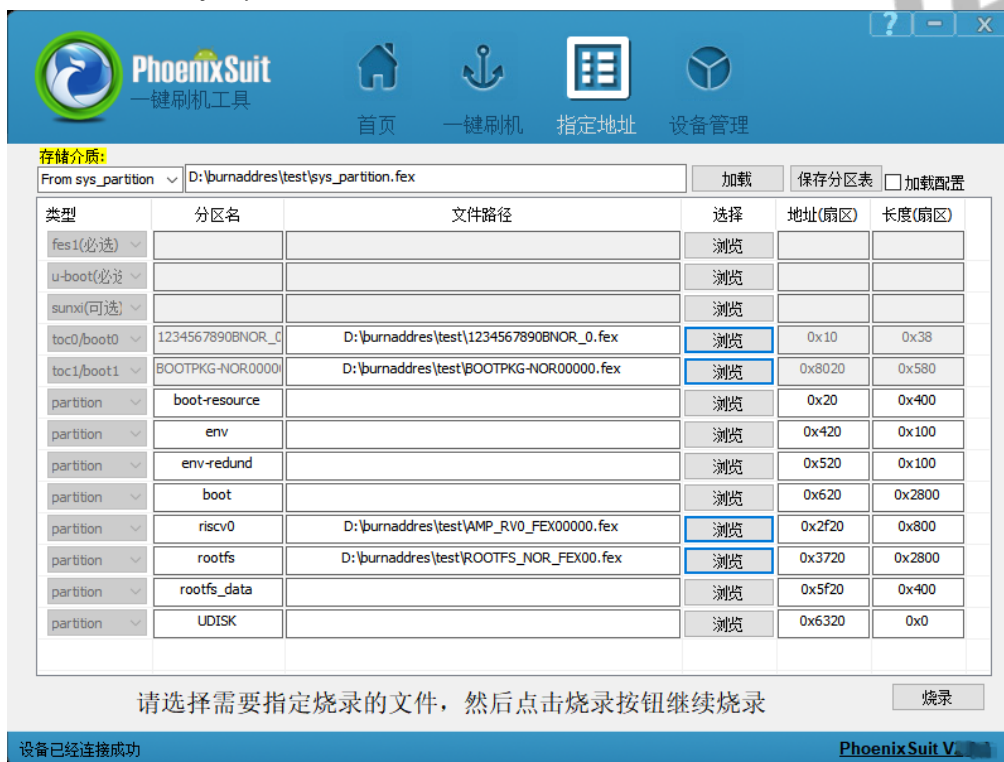 ? － X
PhoenixSuit
一键刷机工具
首页 一键刷机 指定地址 设备管理
存储介质:
From sys_partition D:\burnaddres\test\sys_partition.fex 加载 保存分区表 加载配置
类型 分区名 文件路径 选择 地址(扇区) 长度(扇区)
fes1(必选) 浏览
u-boot(必选 浏览
sunxi(可选) 浏览
toc0/boot0 1234567890BNOR_0 D:\burnaddres\test\1234567890BNOR_0.fex 浏览 0x10 0x38
toc1/boot1 BOOTPKG-NOR0000 D:\burnaddres\test\BOOTPKG-NOR00000.fex 浏览 0x8020 0x580
partition boot-resource 浏览 0x20 0x400
partition env 浏览 0x420 0x100
partition env-redund 浏览 0x520 0x100
partition boot 浏览 0x620 0x2800
partition riscv0 D:\burnaddres\test\AMP_RV0_FEX00000.fex 浏览 0x2f20 0x800
partition rootfs D:\burnaddres\test\ROOTFS_NOR_FEX00.fex 浏览 0x3720 0x2800
partition rootfs_data 浏览 0x5f20 0x400
partition UDISK 浏览 0x6320 0x0
请选择需要指定烧录的文件，然后点击烧录按钮继续烧录 烧录
设备已经连接成功 PhoenixSuit